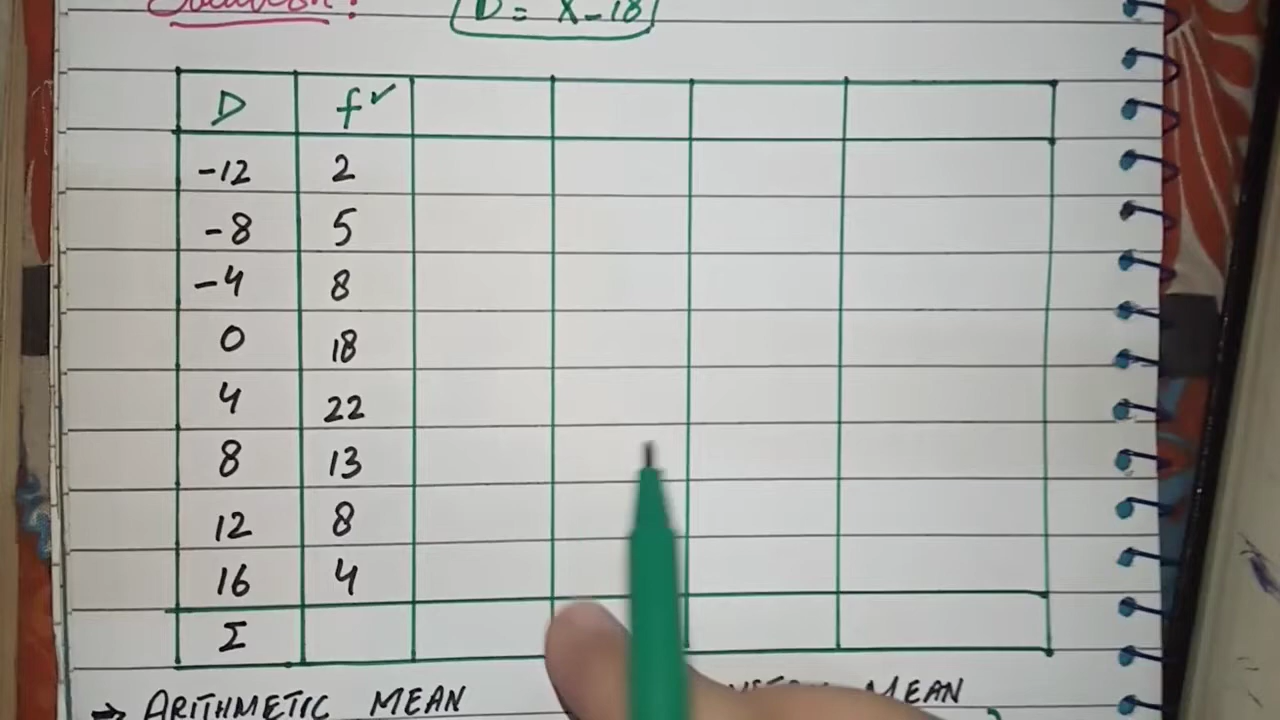 Solution:
D = X - 18
D f ✓
-12 2
-8 5
-4 8
0 18
4 22
8 13
12 8
16 4
Σ
⇒ ARITHMETIC MEAN MEAN